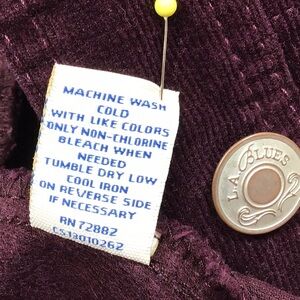 MACHINE WASH
COLD
WITH LIKE COLORS
ONLY NON-CHLORINE
BLEACH WHEN
NEEDED
TUMBLE DRY LOW
COOL IRON
ON REVERSE SIDE
IF NECESSARY
RN 72882
CS13010262
L.A. BLUES